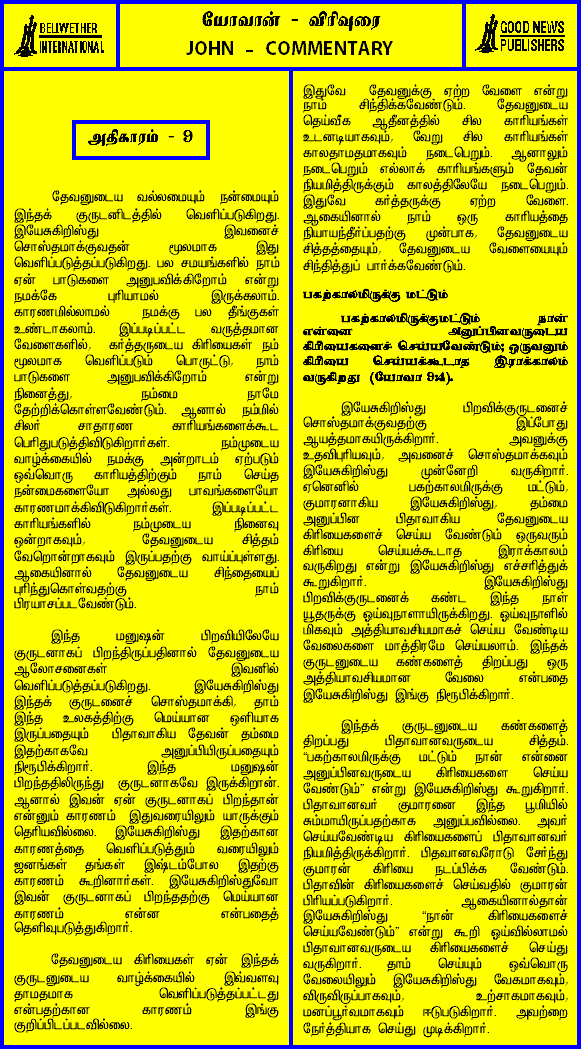 BELWETHER
INTERNATIONAL
யோவான் - விரிவுரை
JOHN - COMMENTARY
GOOD NEWS
PUBLISHERS
அதிகாரம் - 9
தேவனுடைய வல்லமையும் நன்மையும்
இந்தக் குருடனிடத்தில் வெளிப்படுகிறது.
இயேசுகிறிஸ்து இவனைச்
சொஸ்தமாக்குவதன் மூலமாக இது
வெளிப்படுத்தப்படுகிறது. பல சமயங்களில் நாம்
ஏன் பாடுகளை அனுபவிக்கிறோம் என்று
நமக்கே புரியாமல் இருக்கலாம்.
காரணமில்லாமல் நமக்கு பல தீங்குகள்
உண்டாகலாம். இப்படிப்பட்ட வருத்தமான
வேளைகளில், கர்த்தருடைய கிரியைகள் நம்
மூலமாக வெளிப்படும் பொருட்டு, நாம்
பாடுகளை அனுபவிக்கிறோம் என்று
நினைத்து, நம்மை நாமே
தேற்றிக்கொள்ளவேண்டும். ஆனால் நம்மில்
சிலர் சாதாரண காரியங்களைக்கூட
பெரிதுபடுத்திவிடுகிறார்கள். நம்முடைய
வாழ்க்கையில் நமக்கு அன்றாடம் ஏற்படும்
ஒவ்வொரு காரியத்திற்கும் நாம் செய்த
நன்மைகளையோ அல்லது பாவங்களையோ
காரணமாக்கிவிடுகிறார்கள். இப்படிப்பட்ட
காரியங்களில் நம்முடைய நினைவு
ஒன்றாகவும், தேவனுடைய சித்தம்
வேறொன்றாகவும் இருப்பதற்கு வாய்ப்புள்ளது.
ஆகையினால் தேவனுடைய சிந்தையைப்
புரிந்துகொள்வதற்கு நாம்
பிரயாசப்படவேண்டும்.
இந்த மனுஷன் பிறவியிலேயே
குருடனாகப் பிறந்திருப்பதினால் தேவனுடைய
ஆலோசனைகள் இவனில்
வெளிப்படுத்தப்படுகிறது. இயேசுகிறிஸ்து
இந்தக் குருடனைச் சொஸ்தமாக்கி, தாம்
இந்த உலகத்திற்கு மெய்யான ஒளியாக
இருப்பதையும் பிதாவாகிய தேவன் தம்மை
இதற்காகவே அனுப்பியிருப்பதையும்
நிரூபிக்கிறார். இந்த மனுஷன்
பிறந்ததிலிருந்து குருடனாகவே இருக்கிறான்.
ஆனால் இவன் ஏன் குருடனாகப் பிறந்தான்
என்னும் காரணம் இதுவரையிலும் யாருக்கும்
தெரியவில்லை. இயேசுகிறிஸ்து இதற்கான
காரணத்தை வெளிப்படுத்தும் வரையிலும்
ஜனங்கள் தங்கள் இஷ்டம்போல இதற்கு
காரணம் கூறினார்கள். இயேசுகிறிஸ்துவோ
இவன் குருடனாகப் பிறந்ததற்கு மெய்யான
காரணம் என்ன என்பதைத்
தெளிவுபடுத்துகிறார்.
தேவனுடைய கிரியைகள் ஏன் இந்தக்
குருடனுடைய வாழ்க்கையில் இவ்வளவு
தாமதமாக வெளிப்படுத்தப்பட்டது
என்பதற்கான காரணம் இங்கு
குறிப்பிடப்படவில்லை.
இதுவே தேவனுக்கு ஏற்ற வேளை என்று
நாம் சிந்திக்கவேண்டும். தேவனுடைய
தெய்வீக ஆதீனத்தில் சில காரியங்கள்
உடனடியாகவும், வேறு சில காரியங்கள்
காலதாமதமாகவும் நடைபெறும். ஆனாலும்
நடைபெறும் எல்லாக் காரியங்களும் தேவன்
நியமித்திருக்கும் காலத்திலேயே நடைபெறும்.
இதுவே கர்த்தருக்கு ஏற்ற வேளை.
ஆகையினால் நாம் ஒரு காரியத்தை
நியாயந்தீர்ப்பதற்கு முன்பாக, தேவனுடைய
சித்தத்தையும், தேவனுடைய வேளையையும்
சிந்தித்துப் பார்க்கவேண்டும்.
பகற்காலமிருக்கு மட்டும்
பகற்காலமிருக்குமட்டும் நான்
என்னை அனுப்பினவருடைய
கிரியைகளைச் செய்யவேண்டும்; ஒருவனும்
கிரியை செய்யக்கூடாத இராக்காலம்
வருகிறது (யோவா 9:4).
இயேசுகிறிஸ்து பிறவிக்குருடனைச்
சொஸ்தமாக்குவதற்கு இப்போது
ஆயத்தமாகயிருக்கிறார். அவனுக்கு
உதவிபுரியவும், அவனைச் சொஸ்தமாக்கவும்
இயேசுகிறிஸ்து முன்னேறி வருகிறார்.
ஏனெனில் பகற்காலமிருக்கு மட்டும்,
குமாரனாகிய இயேசுகிறிஸ்து, தம்மை
அனுப்பின பிதாவாகிய தேவனுடைய
கிரியைகளைச் செய்ய வேண்டும் ஒருவரும்
கிரியை செய்யக்கூடாத இராக்காலம்
வருகிறது என்று இயேசுகிறிஸ்து எச்சரித்துக்
கூறுகிறார். இயேசுகிறிஸ்து
பிறவிக்குருடனைக் கண்ட இந்த நாள்
யூதருக்கு ஓய்வுநாளாயிருக்கிறது. ஓய்வுநாளில்
மிகவும் அத்தியாவசியமாகச் செய்ய வேண்டிய
வேலைகளை மாத்திரமே செய்யலாம். இந்தக்
குருடனுடைய கண்களைத் திறப்பது ஒரு
அத்தியாவசியமான வேலை என்பதை
இயேசுகிறிஸ்து இங்கு நிரூபிக்கிறார்.
இந்தக் குருடனுடைய கண்களைத்
திறப்பது பிதாவானவருடைய சித்தம்.
“பகற்காலமிருக்கு மட்டும் நான் என்னை
அனுப்பினவருடைய கிரியைகளை செய்ய
வேண்டும்” என்று இயேசுகிறிஸ்து கூறுகிறார்.
பிதாவானவர் குமாரனை இந்த பூமியில்
சும்மாயிருப்பதற்காக அனுப்பவில்லை. அவர்
செய்யவேண்டிய கிரியைகளைப் பிதாவானவர்
நியமித்திருக்கிறார். பிதாவானவரோடு சேர்ந்து
குமாரன் கிரியை நடப்பிக்க வேண்டும்.
பிதாவின் கிரியைகளைச் செய்வதில் குமாரன்
பிரியப்படுகிறார். ஆகையினால்தான்
இயேசுகிறிஸ்து “நான் கிரியைகளைச்
செய்யவேண்டும்” என்று கூறி ஓய்வில்லாமல்
பிதாவானவருடைய கிரியைகளைச் செய்து
வருகிறார். தாம் செய்யும் ஒவ்வொரு
வேலையிலும் இயேசுகிறிஸ்து வேகமாகவும்,
விருவிருப்பாகவும், உற்சாகமாகவும்,
மனப்பூர்வமாகவும் ஈடுபடுகிறார். அவற்றை
நேர்த்தியாக செய்து முடிக்கிறார்.